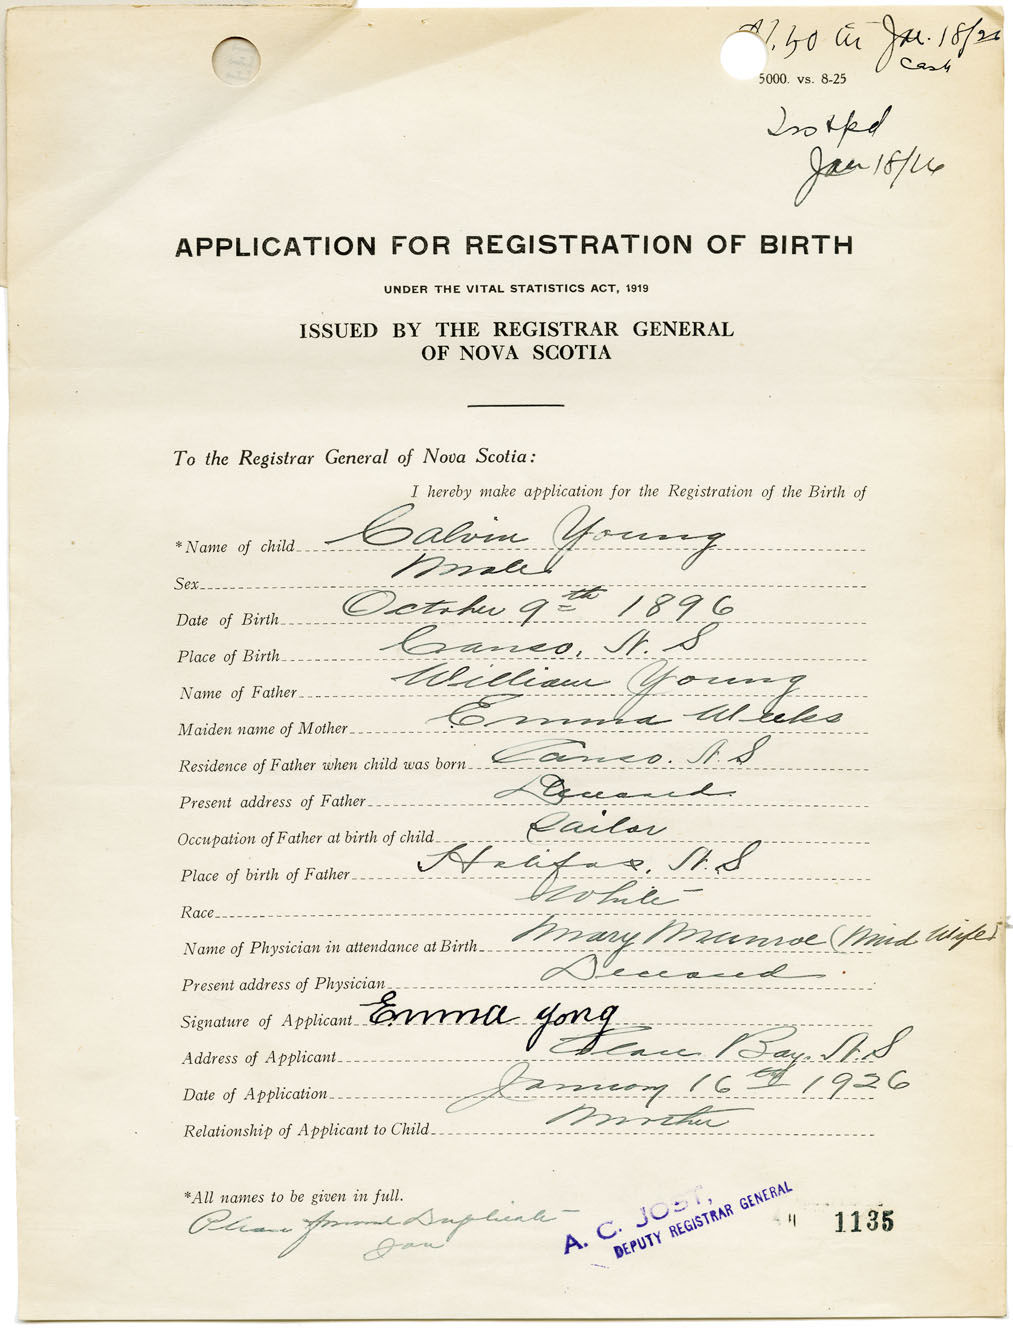 1.50 Jan. 18/26
Cash
5000. vs. 8-25
Jan 18/26
APPLICATION FOR REGISTRATION OF BIRTH
UNDER THE VITAL STATISTICS ACT, 1919
ISSUED BY THE REGISTRAR GENERAL
OF NOVA SCOTIA
To the Registrar General of Nova Scotia:
I hereby make application for the Registration of the Birth of
*Name of child Calvin Young
Sex Male
Date of Birth October 9th 1896
Place of Birth Canso, N. S
Name of Father William Young
Maiden name of Mother Emma Weeks
Residence of Father when child was born Canso. N. S
Present address of Father Deceased
Occupation of Father at birth of child Sailor
Place of birth of Father Halifax, N. S
Race White
Name of Physician in attendance at Birth Mary Munroe (Mid Wife)
Present address of Physician Deceased
Signature of Applicant Emma yong
Address of Applicant Glace Bay. N. S
Date of Application January 16th 1926
Relationship of Applicant to Child Mother
*All names to be given in full.
Please Duplicate
A. C. JOST,
DEPUTY REGISTRAR GENERAL
1135